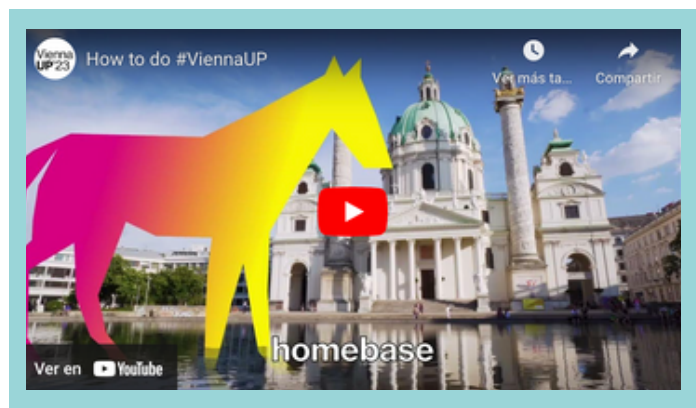 Vienna
UP'23
How to do #ViennaUP
Ver más ta...
Compartir
homebase
Ver en YouTube